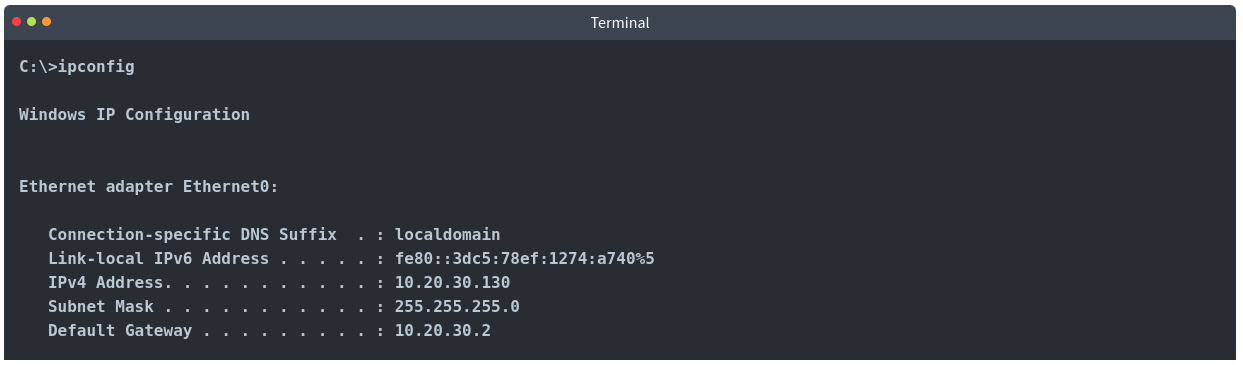 Terminal
C:\>ipconfig
Windows IP Configuration
Ethernet adapter Ethernet0:
Connection-specific DNS Suffix  . : localdomain
Link-local IPv6 Address . . . . . : fe80::3dc5:78ef:1274:a740%5
IPv4 Address. . . . . . . . . . . : 10.20.30.130
Subnet Mask . . . . . . . . . . . : 255.255.255.0
Default Gateway . . . . . . . . . : 10.20.30.2